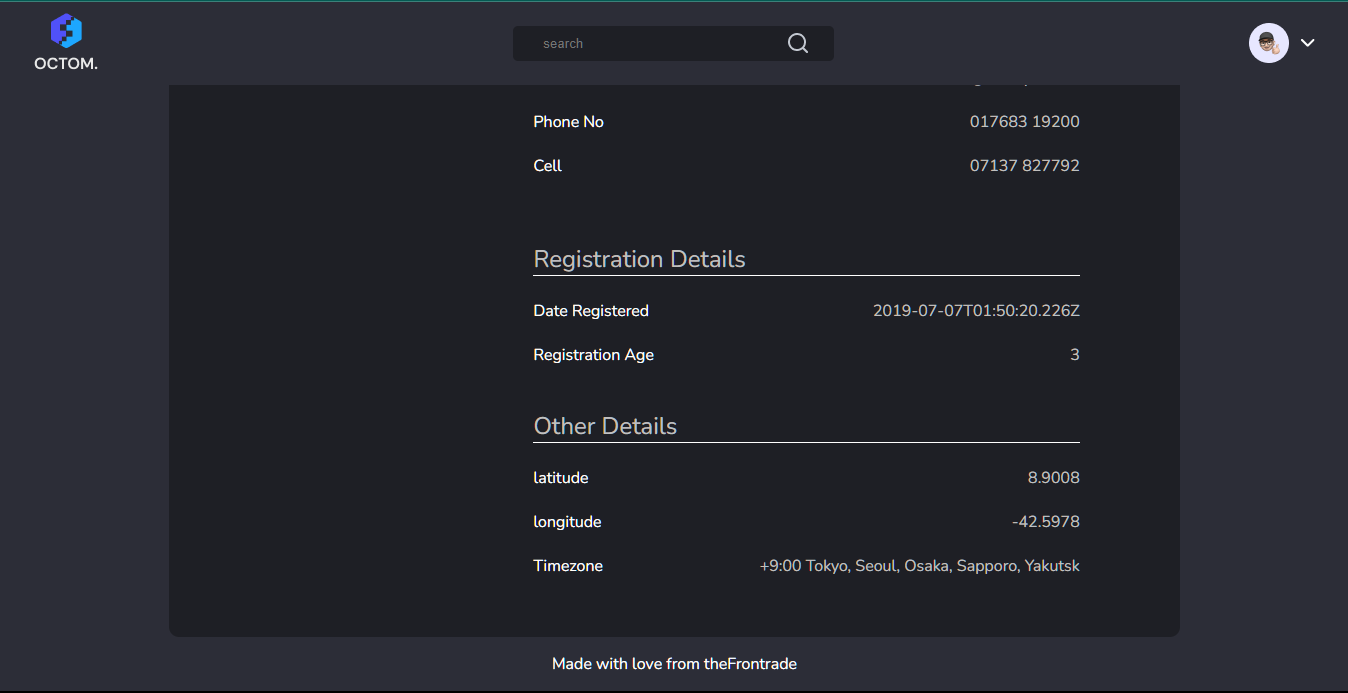 OCTOM.
search
Phone No 017683 19200
Cell 07137 827792
Registration Details
Date Registered 2019-07-07T01:50:20.226Z
Registration Age 3
Other Details
latitude 8.9008
longitude -42.5978
Timezone +9:00 Tokyo, Seoul, Osaka, Sapporo, Yakutsk
Made with love from theFrontrade